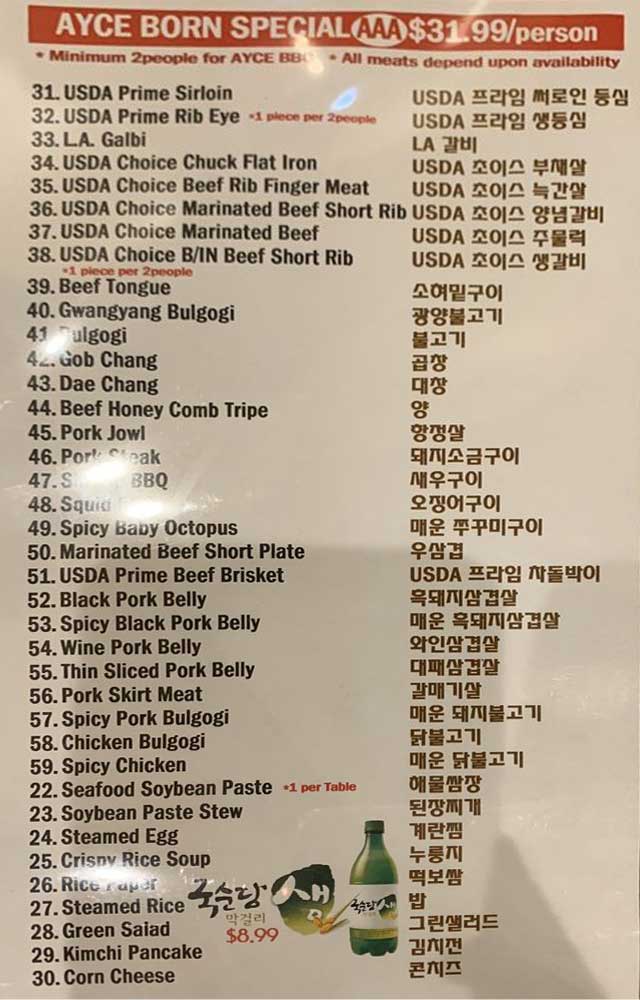 AYCE BORN SPECIAL AAA $31.99/person
* Minimum 2people for AYCE BBQ * All meats depend upon availability
31. USDA Prime Sirloin USDA 프라임 써로인 등심
32. USDA Prime Rib Eye *1 piece per 2people USDA 프라임 생등심
33. L.A. Galbi LA 갈비
34. USDA Choice Chuck Flat Iron USDA 초이스 부채살
35. USDA Choice Beef Rib Finger Meat USDA 초이스 늑간살
36. USDA Choice Marinated Beef Short Rib USDA 초이스 양념갈비
37. USDA Choice Marinated Beef USDA 초이스 주물럭
38. USDA Choice B/IN Beef Short Rib USDA 초이스 생갈비
*1 piece per 2people
39. Beef Tongue 소혀밑구이
40. Gwangyang Bulgogi 광양불고기
41. Bulgogi 불고기
42. Gob Chang 곱창
43. Dae Chang 대창
44. Beef Honey Comb Tripe 양
45. Pork Jowl 항정살
46. Pork Steak 돼지소금구이
47. BBQ 새우구이
48. Squid 오징어구이
49. Spicy Baby Octopus 매운 쭈꾸미구이
50. Marinated Beef Short Plate 우삼겹
51. USDA Prime Beef Brisket USDA 프라임 차돌박이
52. Black Pork Belly 흑돼지삼겹살
53. Spicy Black Pork Belly 매운 흑돼지삼겹살
54. Wine Pork Belly 와인삼겹살
55. Thin Sliced Pork Belly 대패삼겹살
56. Pork Skirt Meat 갈매기살
57. Spicy Pork Bulgogi 매운 돼지불고기
58. Chicken Bulgogi 닭불고기
59. Spicy Chicken 매운 닭불고기
22. Seafood Soybean Paste *1 per Table 해물쌈장
23. Soybean Paste Stew 된장찌개
24. Steamed Egg 계란찜
25. Crispy Rice Soup 누룽지
26. Rice Paper 떡보쌈
27. Steamed Rice 밥
28. Green Salad 그린샐러드
29. Kimchi Pancake 김치전
30. Corn Cheese 콘치즈
국순당 생
막걸리
$8.99
국순당 생